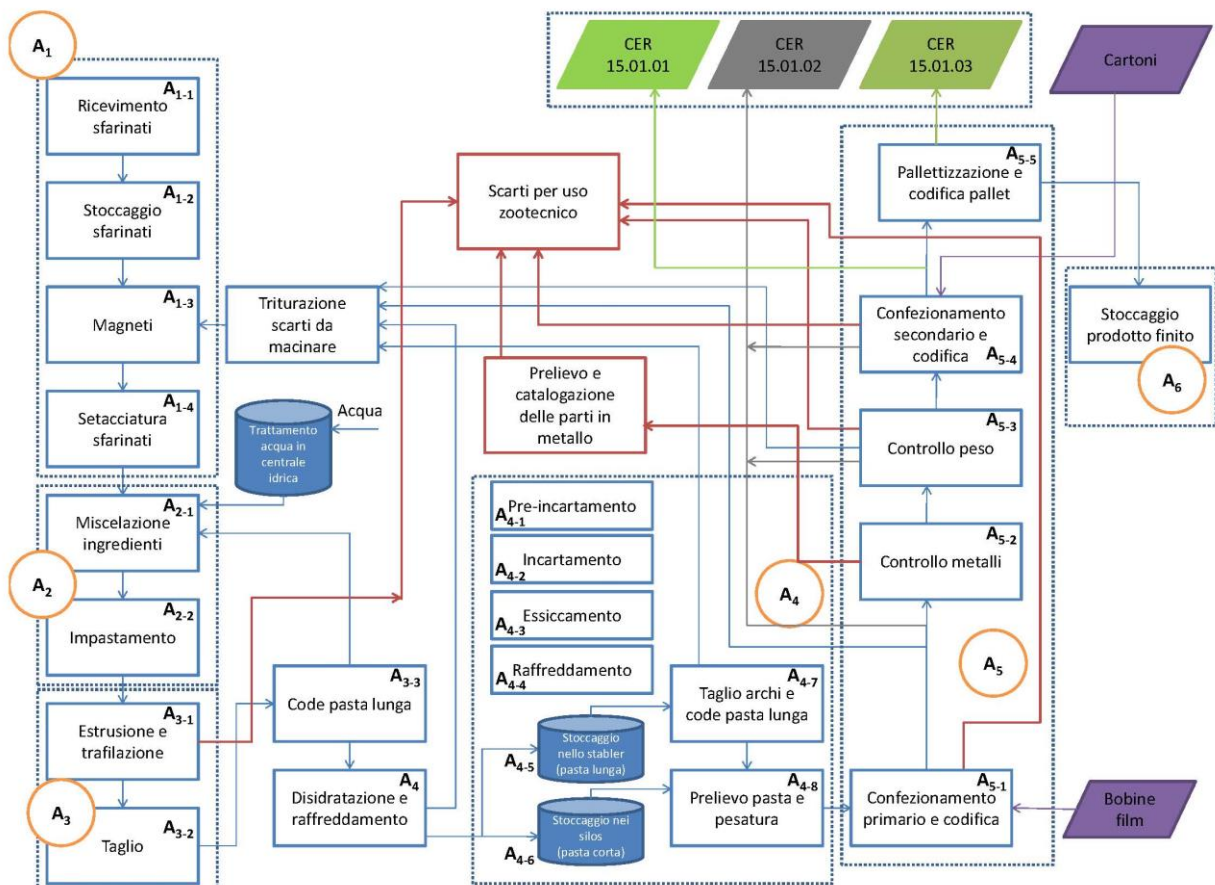 A1
A1-1
Ricevimento
sfarinati
A1-2
Stoccaggio
sfarinati
A1-3
Magneti
A1-4
Setacciatura
sfarinati
A2
A2-1
Miscelazione
ingredienti
A2-2
Impastamento
A3
A3-1
Estrusione e
trafilazione
A3-2
Taglio
Triturazione
scarti da
macinare
Acqua
Trattamento
acqua in
centrale
idrica
A3-3
Code pasta lunga
A4
Disidratazione e
raffreddamento
Scarti per uso
zootecnico
Prelievo e
catalogazione
delle parti in
metallo
A4
Pre-incartamento
A4-1
Incartamento
A4-2
Essiccamento
A4-3
Raffreddamento
A4-4
Stoccaggio
nello stabler
(pasta lunga)
A4-5
Stoccaggio nei
silos
(pasta corta)
A4-6
A4-7
Taglio archi e
code pasta lunga
A4-8
Prelievo pasta e
pesatura
CER
15.01.01
CER
15.01.02
CER
15.01.03
Cartoni
A5-5
Pallettizzazione e
codifica pallet
Confezionamento
secondario e
codifica
A5-4
A5-3
Controllo peso
A5-2
Controllo metalli
A5
A5-1
Confezionamento
primario e codifica
Stoccaggio
prodotto finito
A6
Bobine
film